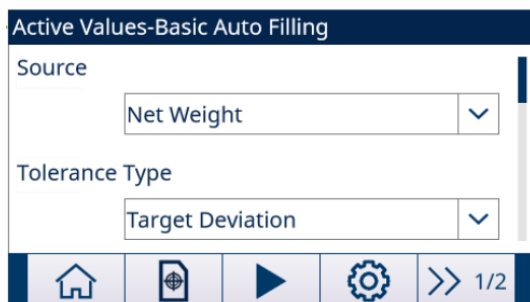 Active Values-Basic Auto Filling
Source
Net Weight
Tolerance Type
Target Deviation
1/2